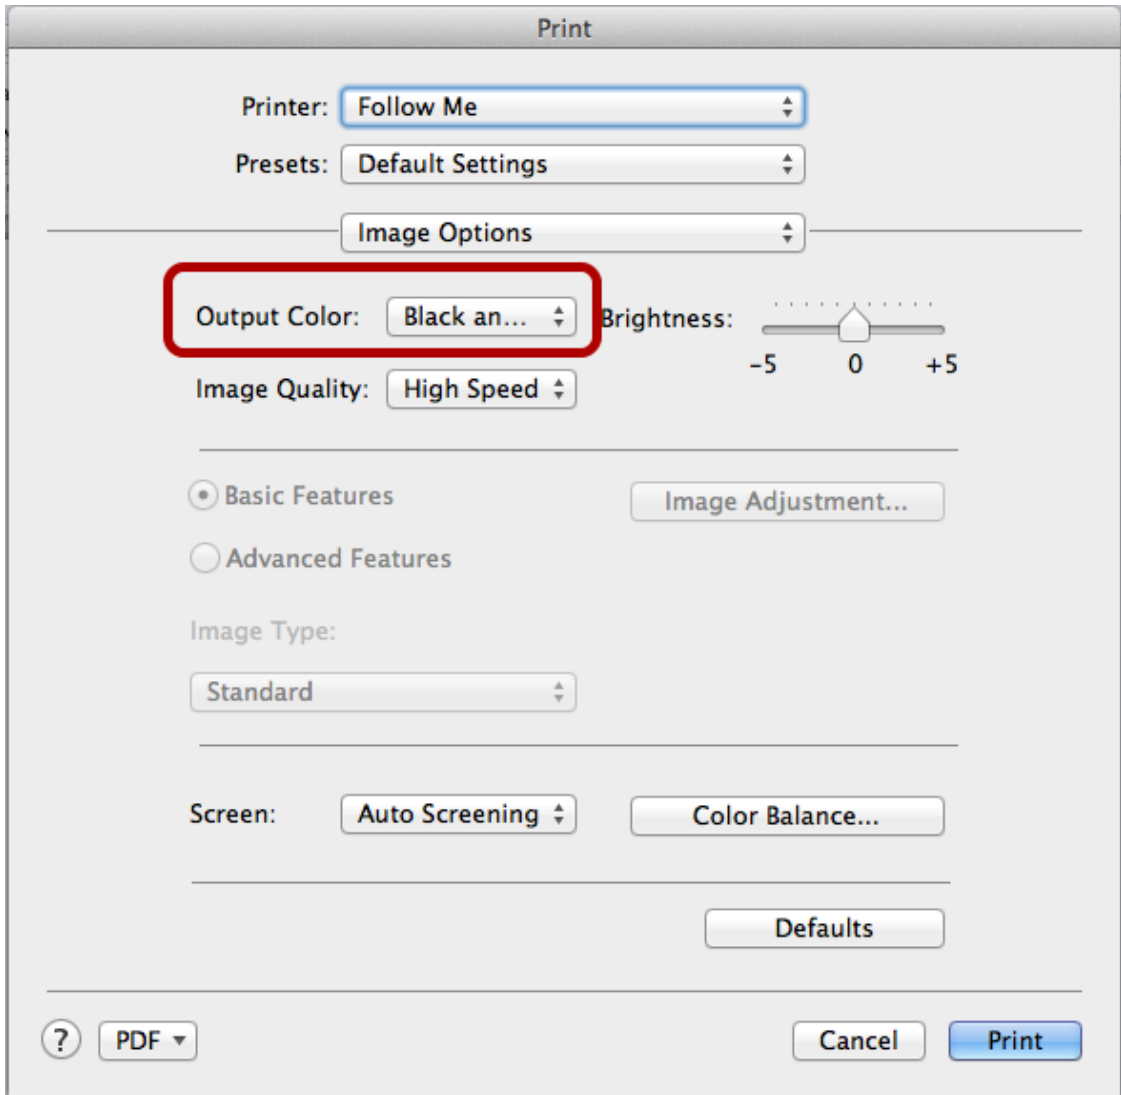 Print
Printer: Follow Me
Presets: Default Settings
Image Options
Output Color: Black an... Brightness:
-5 0 +5
Image Quality: High Speed
Basic Features Image Adjustment...
Advanced Features
Image Type:
Standard
Screen: Auto Screening Color Balance...
Defaults
? PDF Cancel Print